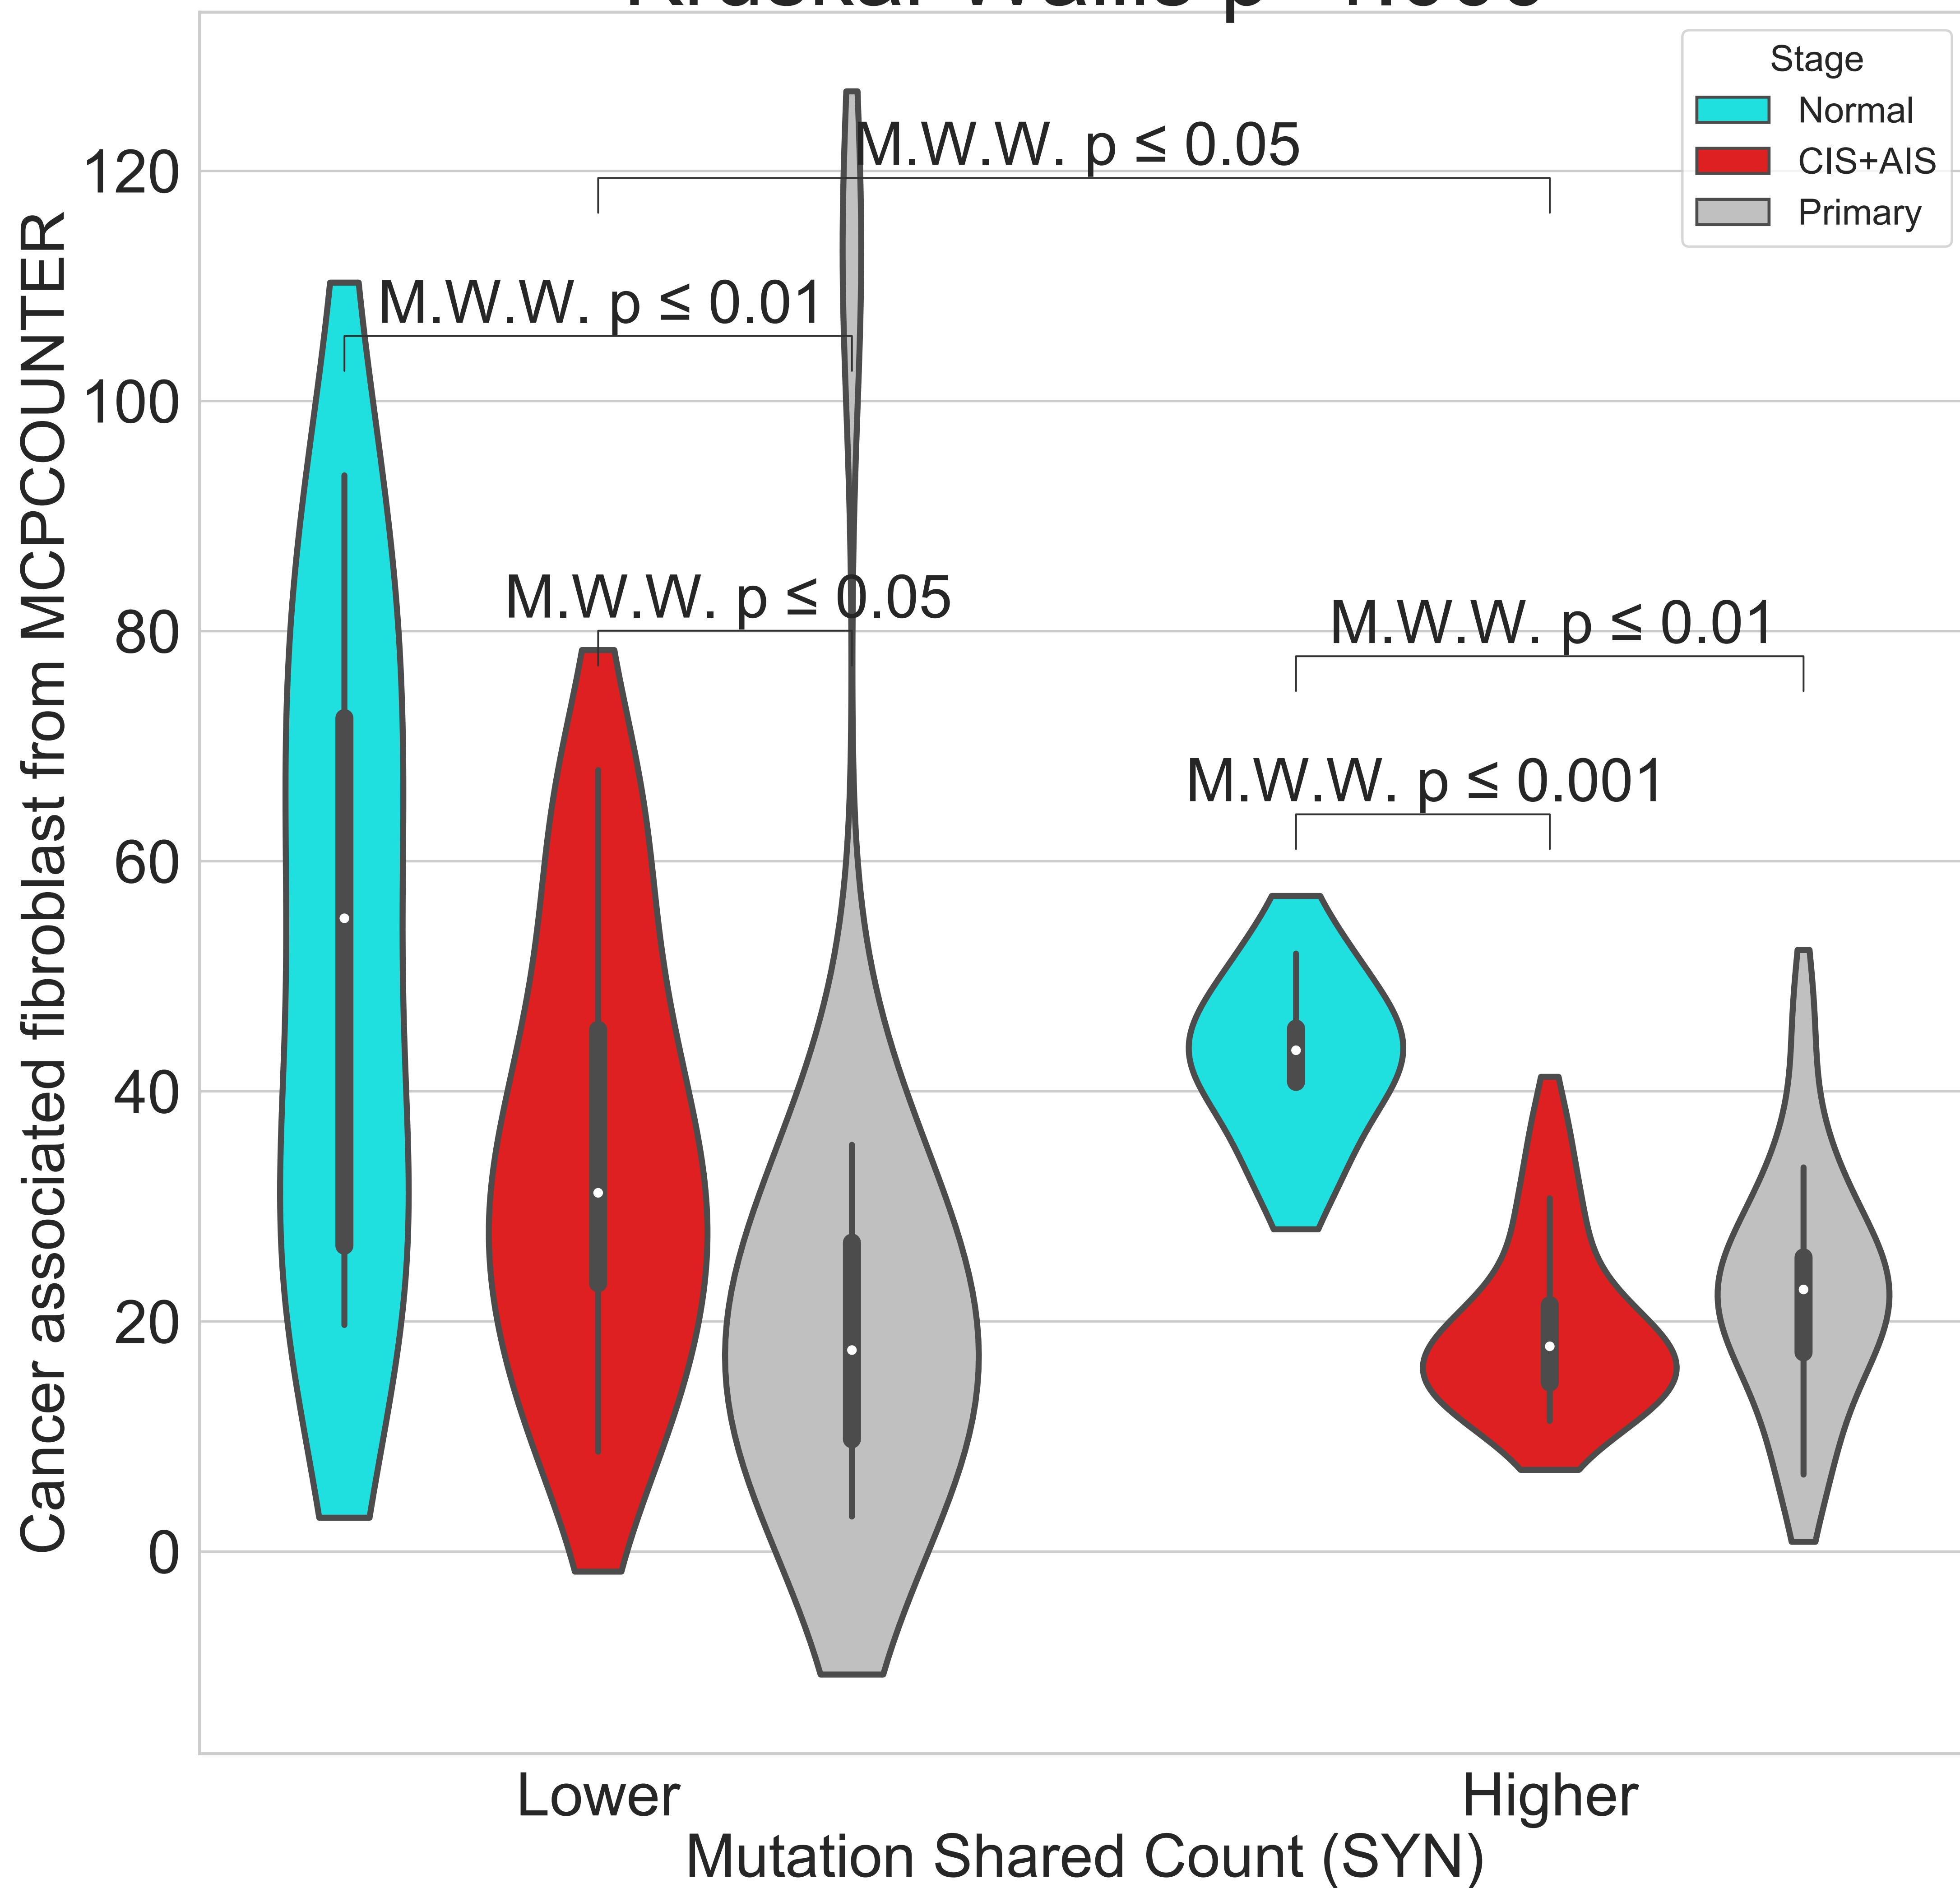 Stage
Normal
CIS+AIS
Primary
M.W.W. p ≤ 0.05
M.W.W. p ≤ 0.01
M.W.W. p ≤ 0.05
M.W.W. p ≤ 0.01
M.W.W. p ≤ 0.001
Cancer associated fibroblast from MCPCOUNTER
120
100
80
60
40
20
0
Lower
Higher
Mutation Shared Count (SYN)